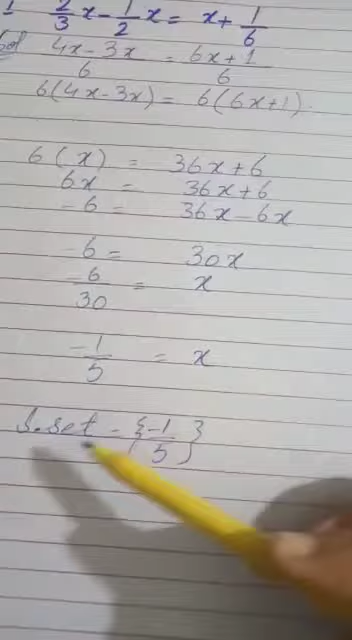 1 2/3 x - 1/2 x = x + 1/6
Sol 4x - 3x / 6 = 6x + 1 / 6
6(4x - 3x) = 6(6x + 1).
6(x) = 36x + 6
6x = 36x + 6
-6 = 36x - 6x
-6 = 30x
-6/30 = x
-1/5 = x
S.set = {-1/5}